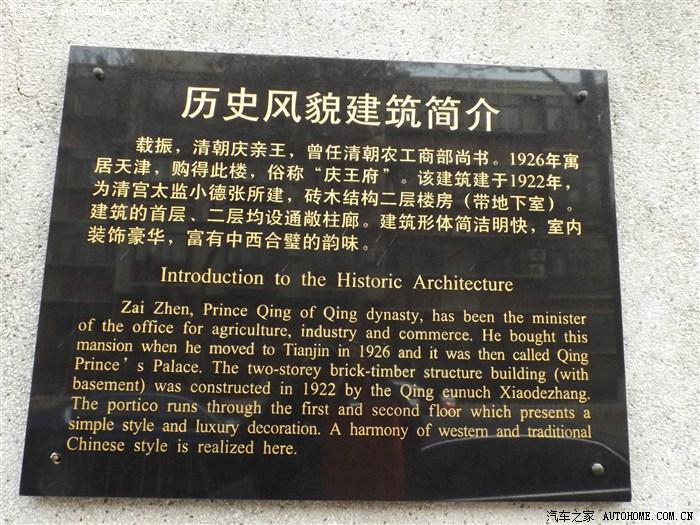 汽车之家 AUTOHOME.COM.CN
历史风貌建筑简介
载振，清朝庆亲王，曾任清朝农工商部尚书。1926年寓
居天津，购得此楼，俗称“庆王府”。该建筑建于1922年，
为清宫太监小德张所建，砖木结构二层楼房（带地下室）。
建筑的首层、二层均设通敞柱廊。建筑形体简洁明快，室内
装饰豪华，富有中西合璧的韵味。
Introduction to the Historic Architecture
Zai Zhen, Prince Qing of Qing dynasty, has been the minister
of the office for agriculture, industry and commerce. He bought this
mansion when he moved to Tianjin in 1926 and it was then called Qing
Prince’s Palace. The two-storey brick-timber structure building (with
basement) was constructed in 1922 by the Qing eunuch Xiaodezhang.
The portico runs through the first and second floor which presents a
simple style and luxury decoration. A harmony of western and traditional
Chinese style is realized here.
汽车之家 AUTOHOME.COM.CN